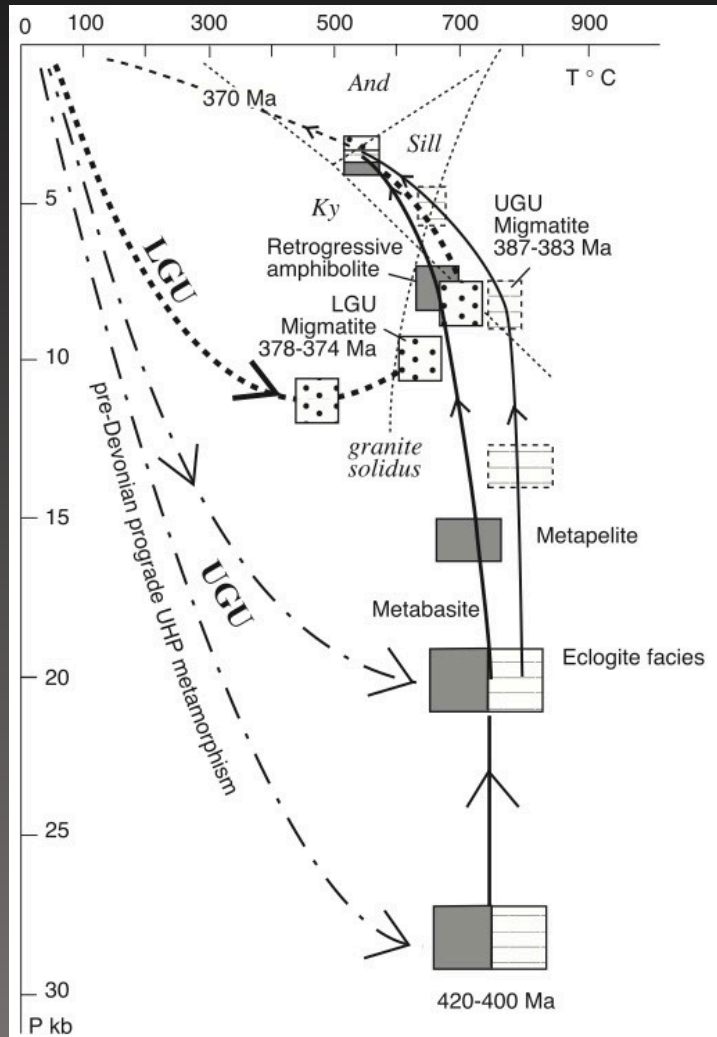 0 100 300 500 700 900
T ° C
And
370 Ma
Sill
5
Ky
UGU
Migmatite
387-383 Ma
Retrogressive
amphibolite
LGU
LGU
Migmatite
378-374 Ma
10
granite
solidus
pre-Devonian prograde UHP metamorphism
15
Metapelite
UGU
Metabasite
Eclogite facies
20
25
30
420-400 Ma
P kb